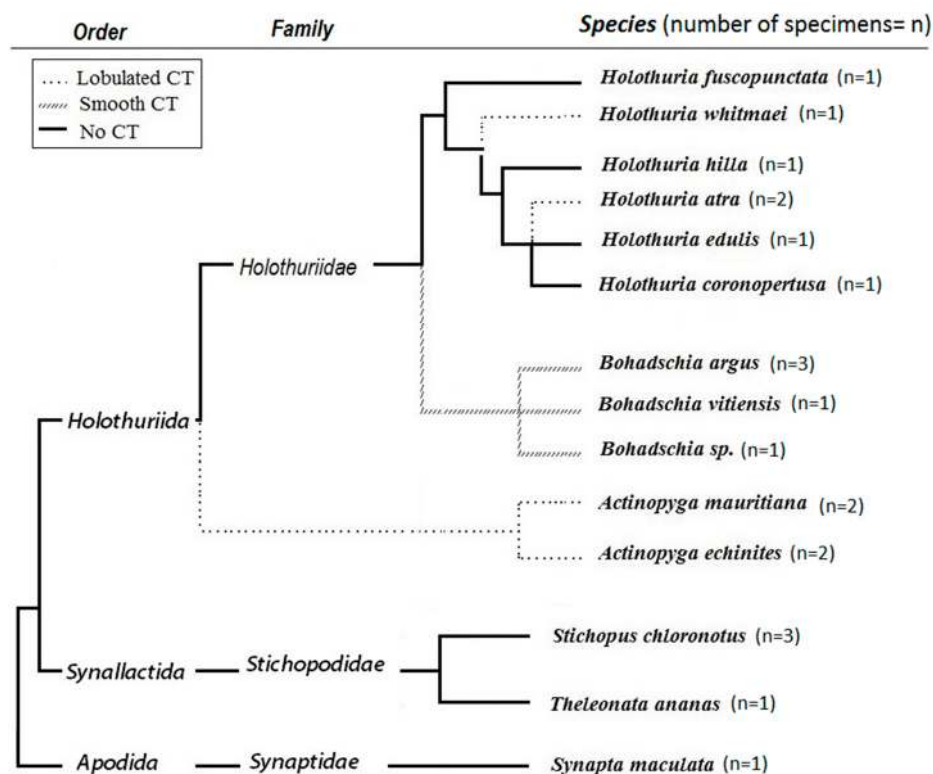 Order Family Species (number of specimens= n)
Lobulated CT
Smooth CT
No CT
Holothuria fuscopunctata (n=1)
Holothuria whitmaei (n=1)
Holothuria hilla (n=1)
Holothuria atra (n=2)
Holothuria edulis (n=1)
Holothuria coronopertusa (n=1)
Holothuriidae
Bohadschia argus (n=3)
Bohadschia vitiensis (n=1)
Bohadschia sp. (n=1)
Holothuriida
Actinopyga mauritiana (n=2)
Actinopyga echinites (n=2)
Stichopus chloronotus (n=3)
Synallactida Stichopodidae
Theleonata ananas (n=1)
Apodida Synaptidae Synapta maculata (n=1)